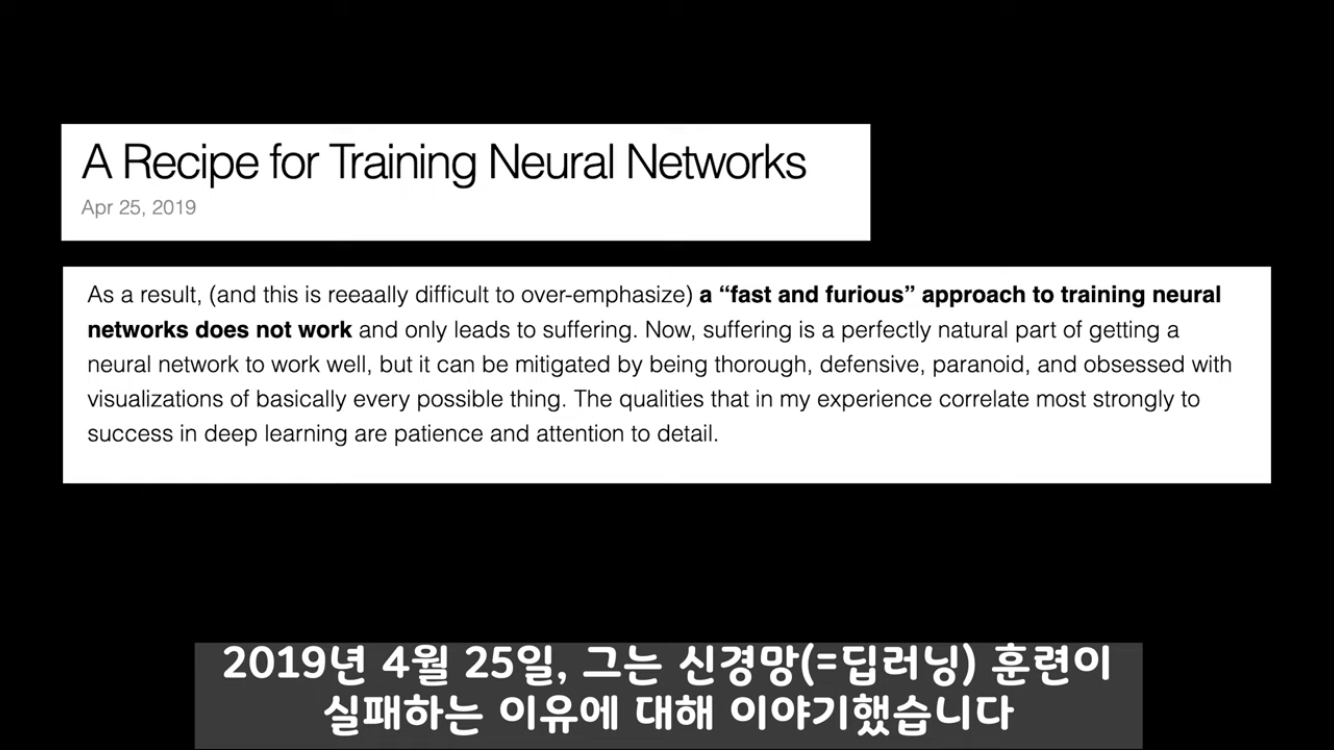 A Recipe for Training Neural Networks
Apr 25, 2019
As a result, (and this is reeaally difficult to over-emphasize) a “fast and furious” approach to training neural
networks does not work and only leads to suffering. Now, suffering is a perfectly natural part of getting a
neural network to work well, but it can be mitigated by being thorough, defensive, paranoid, and obsessed with
visualizations of basically every possible thing. The qualities that in my experience correlate most strongly to
success in deep learning are patience and attention to detail.
2019년 4월 25일, 그는 신경망(=딥러닝) 훈련이
실패하는 이유에 대해 이야기했습니다